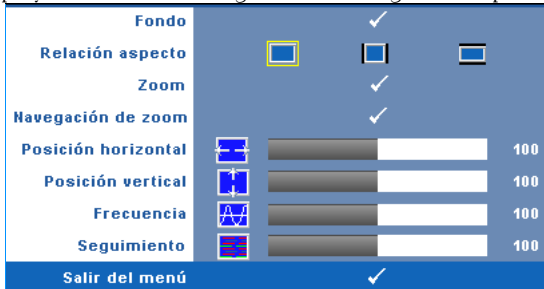 Fondo
Relación aspecto
Zoom
Navegación de zoom
Posición horizontal 100
Posición vertical 100
Frecuencia 100
Seguimiento 100
Salir del menú